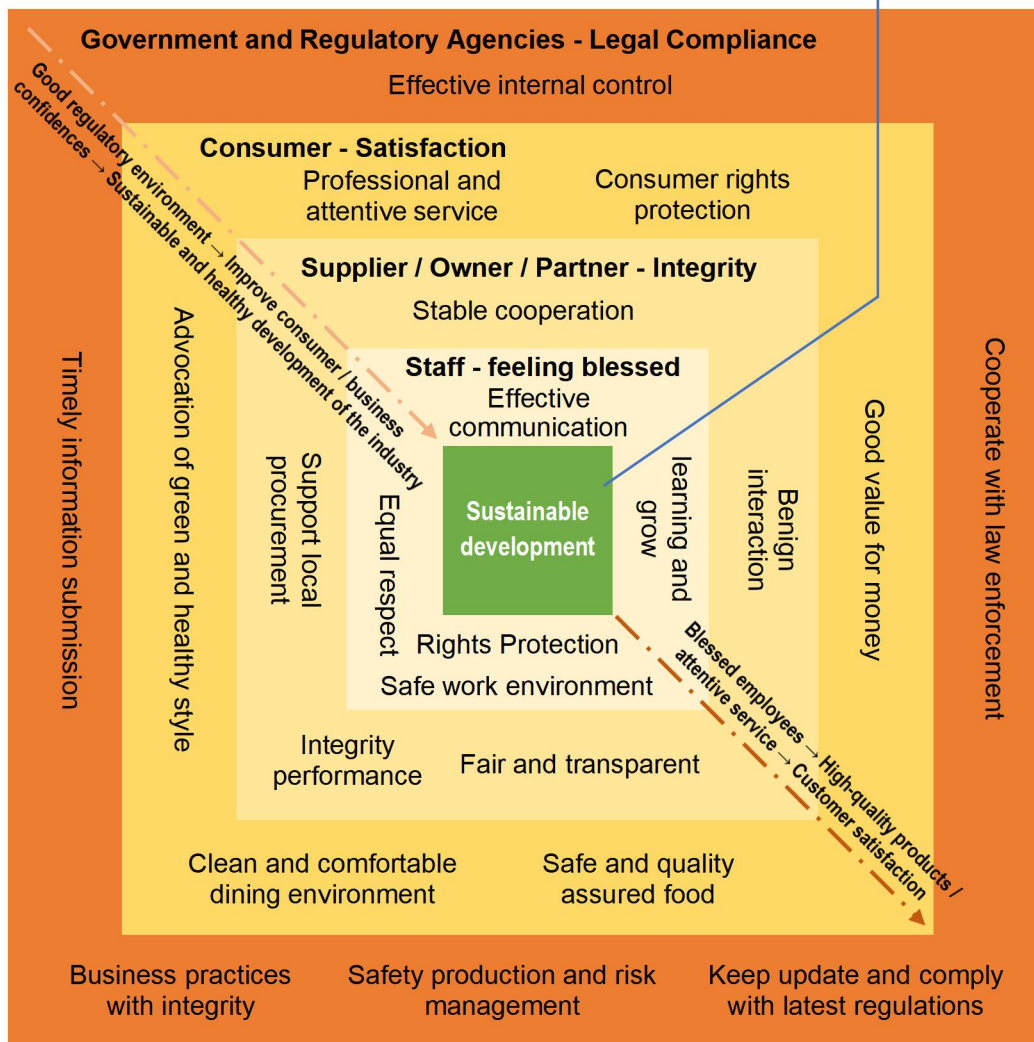 Government and Regulatory Agencies - Legal Compliance
Effective internal control
Good regulatory environment → Improve consumer / business
confidences → Sustainable and healthy development of the industry
Consumer - Satisfaction
Professional and
attentive service
Consumer rights
protection
Supplier / Owner / Partner - Integrity
Stable cooperation
Staff - feeling blessed
Effective
communication
Timely information submission
Advocation of green and healthy style
Support local
procurement
Equal respect
Sustainable
development
learning and
grow
Benign
interaction
Good value for money
Cooperate with law enforcement
Rights Protection
Safe work environment
Blessed employees → High-quality products /
attentive service → Customer satisfaction
Integrity
performance
Fair and transparent
Clean and comfortable
dining environment
Safe and quality
assured food
Business practices
with integrity
Safety production and risk
management
Keep update and comply
with latest regulations